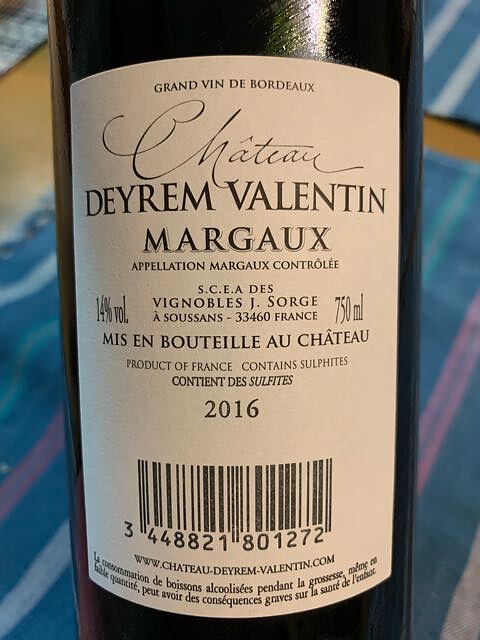 GRAND VIN DE BORDEAUX
Château
DEYREM VALENTIN
MARGAUX
APPELLATION MARGAUX CONTRÔLÉE
S.C.E.A DES
14% vol. VIGNOBLES J. SORGE 750 ml
À SOUSSANS - 33460 FRANCE
MIS EN BOUTEILLE AU CHÂTEAU
PRODUCT OF FRANCE CONTAINS SULPHITES
CONTIENT DES SULFITES
2016
3 448821 801272
WWW.CHATEAU-DEYREM-VALENTIN.COM
La consommation de boissons alcoolisées pendant la grossesse, même en
faible quantité, peut avoir des conséquences graves sur la santé de l'enfant.